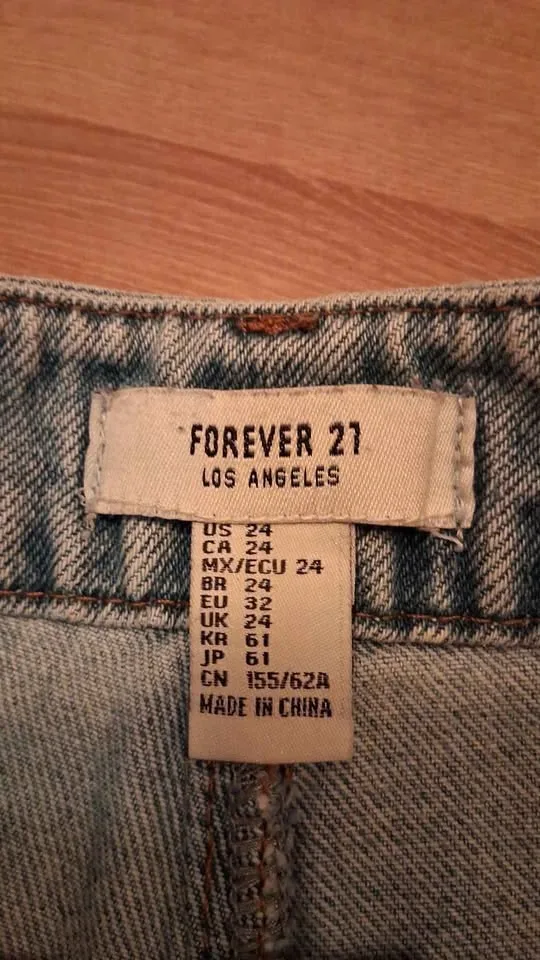 FOREVER 21
LOS ANGELES
US 24
CA 24
MX/ECU 24
BR 24
EU 32
UK 24
KR 61
JP 61
CN 155/62A
MADE IN CHINA